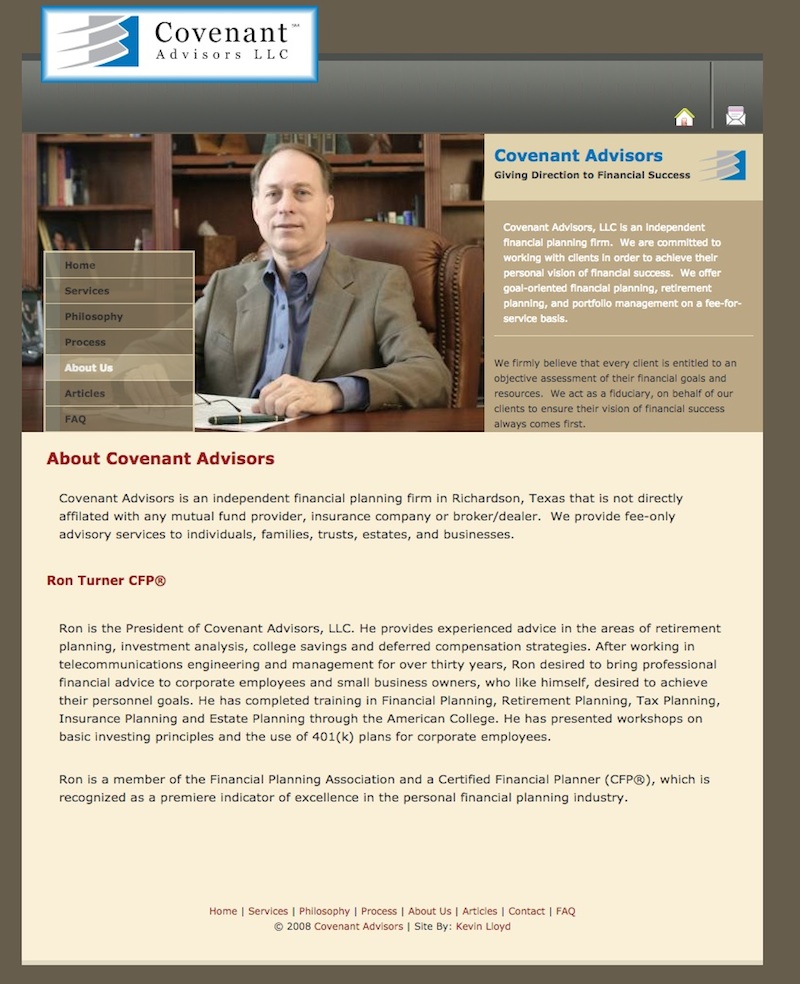 Covenant℠
Advisors LLC
Covenant Advisors
Giving Direction to Financial Success
Covenant Advisors, LLC is an independent
financial planning firm.  We are committed to
working with clients in order to achieve their
personal vision of financial success.  We offer
goal-oriented financial planning, retirement
planning, and portfolio management on a fee-for-
service basis.
We firmly believe that every client is entitled to an
objective assessment of their financial goals and
resources.  We act as a fiduciary, on behalf of our
clients to ensure their vision of financial success
always comes first.
Home
Services
Philosophy
Process
About Us
Articles
FAQ
About Covenant Advisors
Covenant Advisors is an independent financial planning firm in Richardson, Texas that is not directly
affilated with any mutual fund provider, insurance company or broker/dealer.  We provide fee-only
advisory services to individuals, families, trusts, estates, and businesses.
Ron Turner CFP®
Ron is the President of Covenant Advisors, LLC. He provides experienced advice in the areas of retirement
planning, investment analysis, college savings and deferred compensation strategies. After working in
telecommunications engineering and management for over thirty years, Ron desired to bring professional
financial advice to corporate employees and small business owners, who like himself, desired to achieve
their personnel goals. He has completed training in Financial Planning, Retirement Planning, Tax Planning,
Insurance Planning and Estate Planning through the American College. He has presented workshops on
basic investing principles and the use of 401(k) plans for corporate employees.
Ron is a member of the Financial Planning Association and a Certified Financial Planner (CFP®), which is
recognized as a premiere indicator of excellence in the personal financial planning industry.
Home | Services | Philosophy | Process | About Us | Articles | Contact | FAQ
© 2008 Covenant Advisors | Site By: Kevin Lloyd